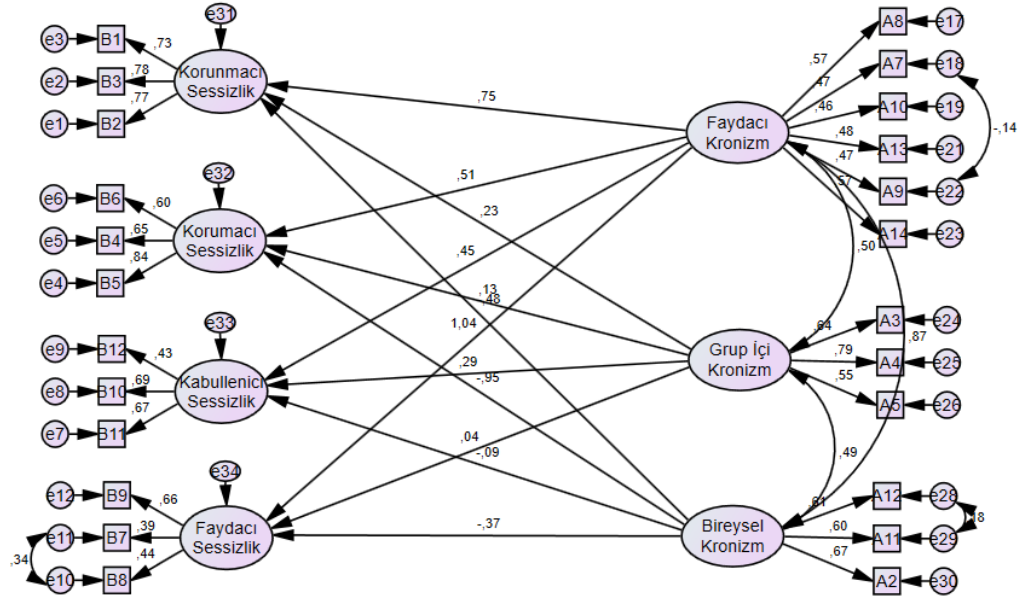 e31
e3
B1
,73
e2
B3
,78
e1
B2
,77
Korunmacı
Sessizlik
e32
e6
B6
,60
e5
B4
,65
e4
B5
,84
Korumacı
Sessizlik
e33
e9
B12
,43
e8
B10
,69
e7
B11
,67
Kabullenici
Sessizlik
e34
e12
B9
,66
e11
B7
,39
e10
B8
,44
,34
Faydacı
Sessizlik
,75
,51
,23
,45
,13
,48
1,04
,29
-,95
,04
-,09
-,37
Faydacı
Kronizm
,57
A8
e17
,47
A7
e18
,46
A10
e19
,48
A13
e21
,47
A9
e22
,57
A14
e23
-,14
,50
Grup İçi
Kronizm
,64
A3
e24
,79
A4
e25
,55
A5
e26
,87
,49
Bireysel
Kronizm
,61
A12
e28
,60
A11
e29
,67
A2
e30